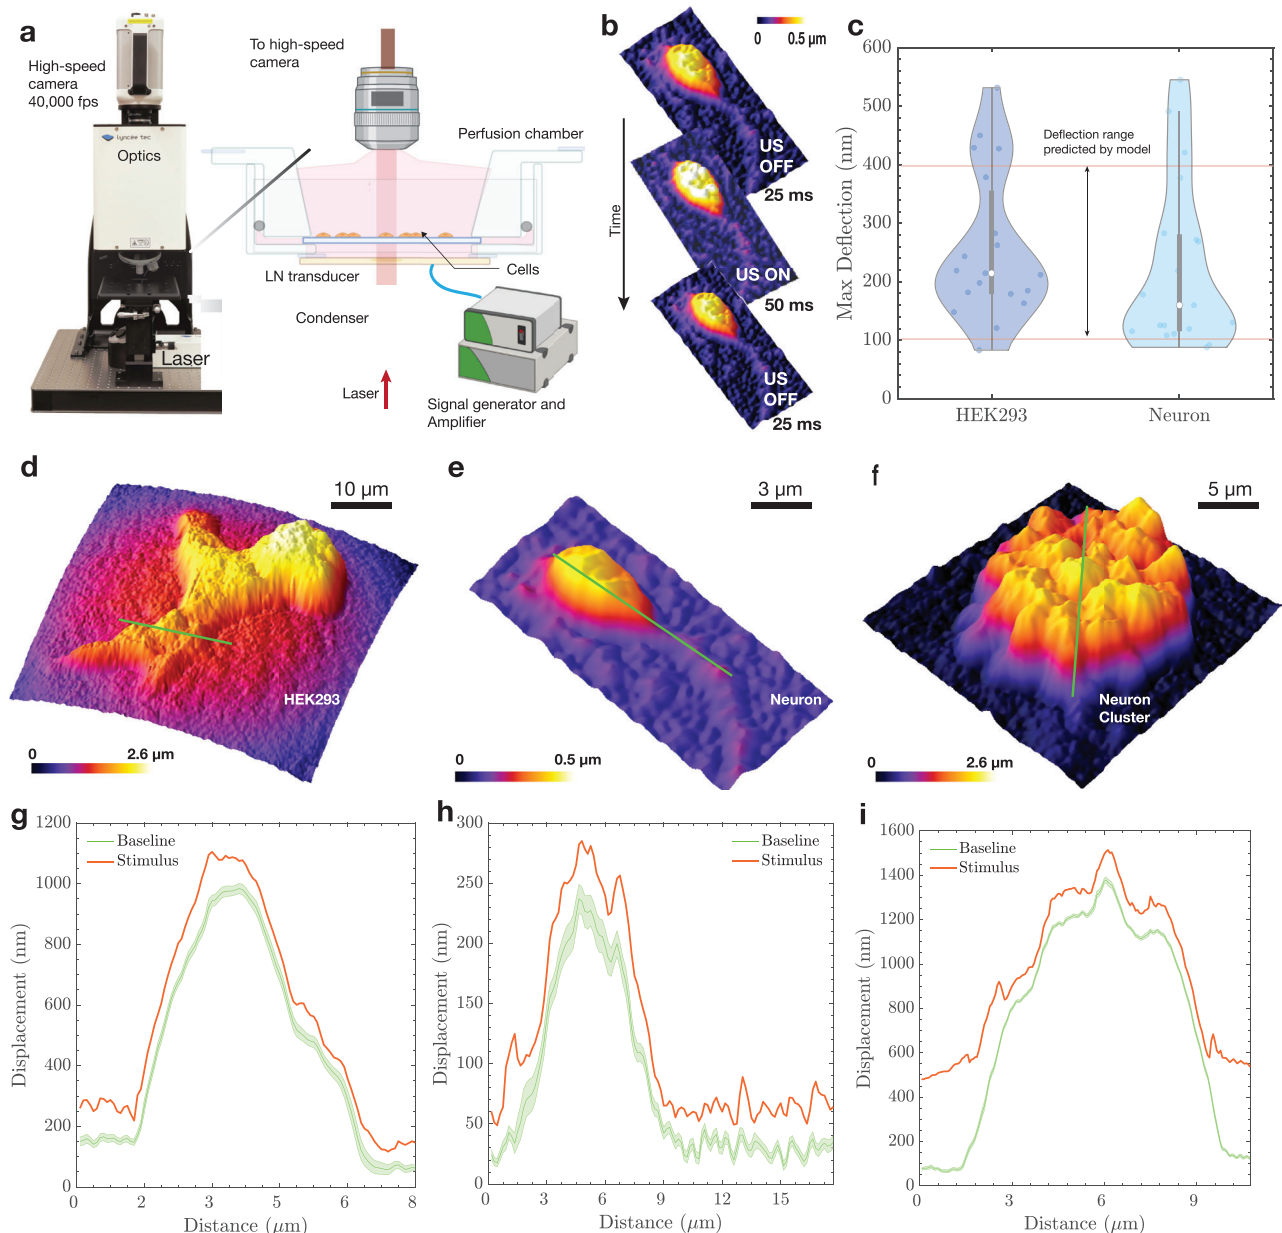 a
High-speed
camera
40,000 fps
lyncée tec
Optics
Laser
To high-speed
camera
Perfusion chamber
LN transducer
Cells
Condenser
Laser
Signal generator and
Amplifier
b
0 0.5 µm
Time
US
OFF
25 ms
US ON
50 ms
US
OFF
25 ms
c
Max Deflection (nm)
600
500
400
300
200
100
0
Deflection range
predicted by model
HEK293 Neuron
d
10 µm
HEK293
0 2.6 µm
e
3 µm
Neuron
0 0.5 µm
f
5 µm
Neuron
Cluster
0 2.6 µm
g
Displacement (nm)
1200
1000
800
600
400
200
0
Baseline
Stimulus
0 2 3 5 6 8
Distance (µm)
h
Displacement (nm)
300
250
200
150
100
50
0
Baseline
Stimulus
0 3 6 9 12 15
Distance (µm)
i
Displacement (nm)
1600
1400
1200
1000
800
600
400
200
0
Baseline
Stimulus
0 3 6 9
Distance (µm)